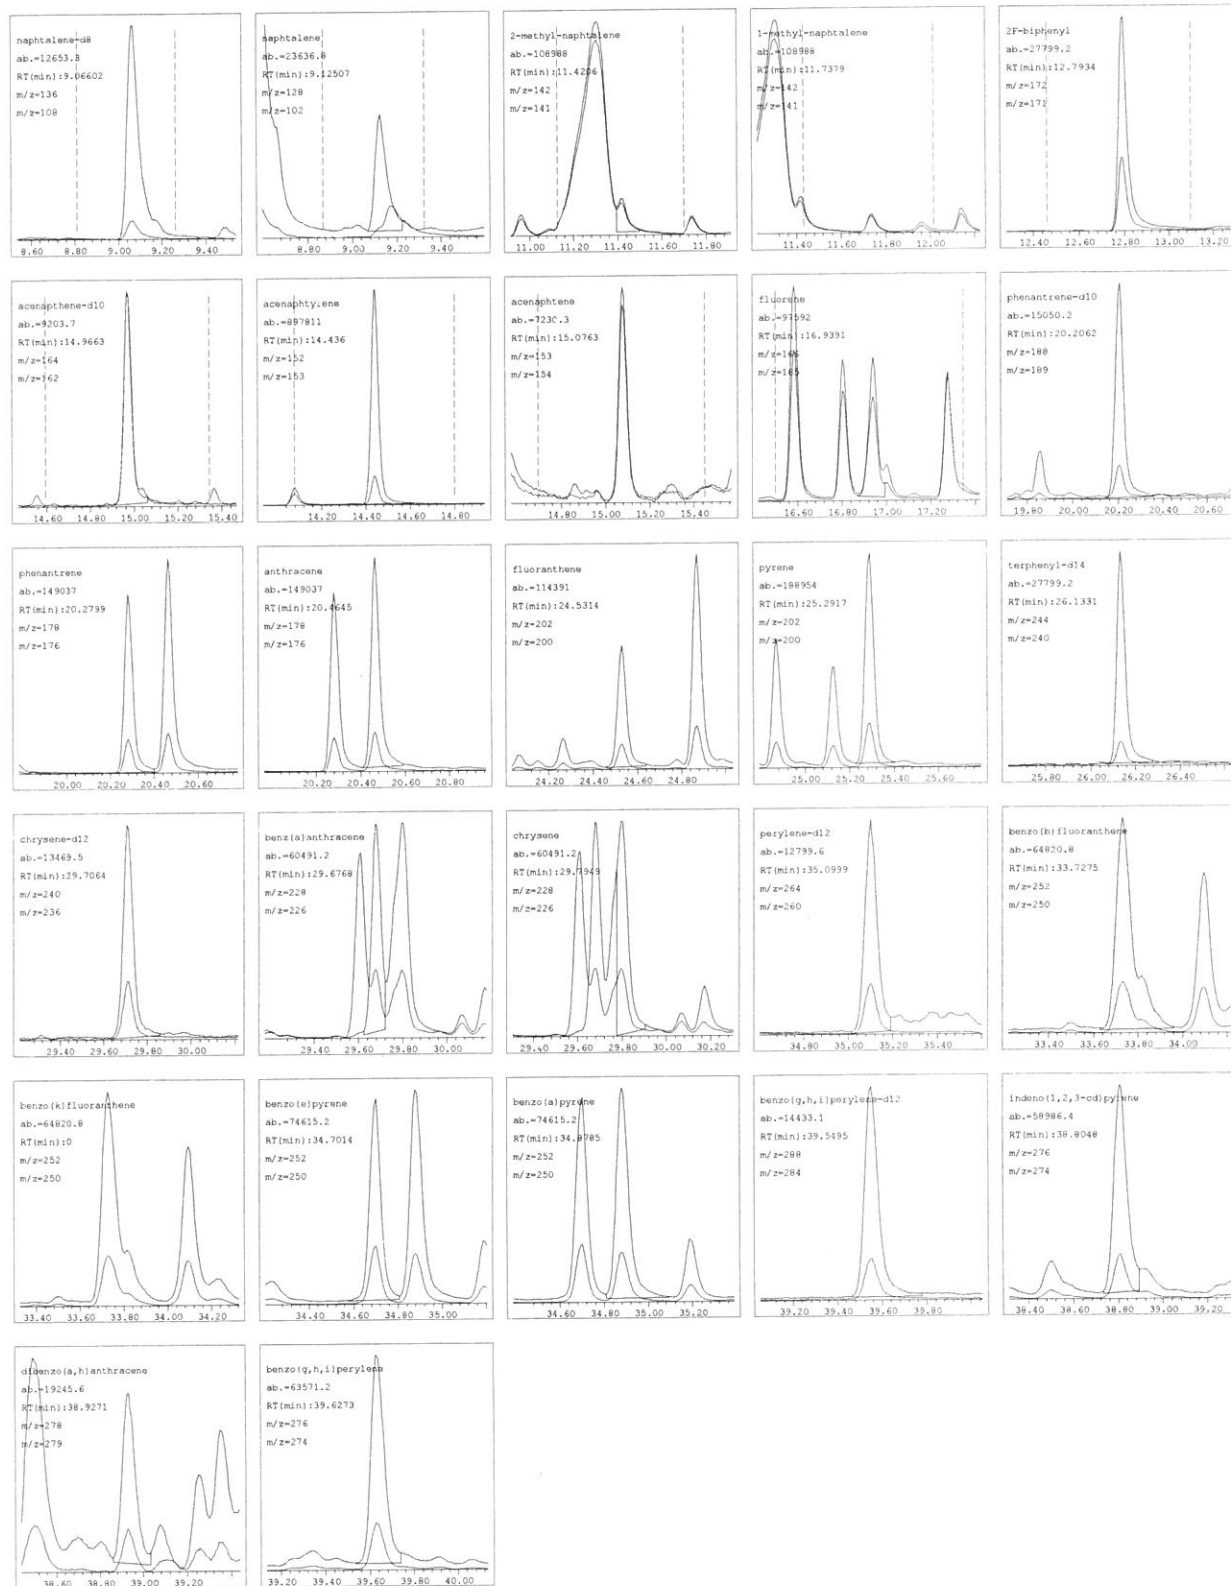 naphtalene-d8
ab.=12653.8
RT(min):9.06602
m/z=136
m/z=108
8.60 8.80 9.00 9.20 9.40
naphtalene
ab.=23636.8
RT(min):9.12507
m/z=128
m/z=102
8.80 9.00 9.20 9.40
2-methyl-naphtalene
ab.=108988
RT(min):11.4206
m/z=142
m/z=141
11.00 11.20 11.40 11.60 11.80
1-methyl-naphtalene
ab.=108988
RT(min):11.7379
m/z=142
m/z=141
11.40 11.60 11.80 12.00
2F-biphenyl
ab.=27799.2
RT(min):12.7934
m/z=172
m/z=171
12.40 12.60 12.80 13.00 13.20
acenapthene-d10
ab.=9203.7
RT(min):14.9663
m/z=164
m/z=162
14.60 14.80 15.00 15.20 15.40
acenaphtylene
ab.=897811
RT(min):14.436
m/z=152
m/z=153
14.20 14.40 14.60 14.80
acenaphtene
ab.=7230.3
RT(min):15.0763
m/z=153
m/z=154
14.80 15.00 15.20 15.40
fluorene
ab.=97592
RT(min):16.9391
m/z=166
m/z=165
16.60 16.80 17.00 17.20
phenantrene-d10
ab.=15050.2
RT(min):20.2062
m/z=188
m/z=189
19.80 20.00 20.20 20.40 20.60
phenantrene
ab.=149037
RT(min):20.2799
m/z=178
m/z=176
20.00 20.20 20.40 20.60
anthracene
ab.=149037
RT(min):20.4645
m/z=178
m/z=176
20.20 20.40 20.60 20.80
fluoranthene
ab.=114391
RT(min):24.5314
m/z=202
m/z=200
24.20 24.40 24.60 24.80
pyrene
ab.=188954
RT(min):25.2917
m/z=202
m/z=200
25.00 25.20 25.40 25.60
terphenyl-d14
ab.=27799.2
RT(min):26.1331
m/z=244
m/z=240
25.80 26.00 26.20 26.40
chrysene-d12
ab.=13469.5
RT(min):29.7064
m/z=240
m/z=236
29.40 29.60 29.80 30.00
benz(a)anthracene
ab.=60491.2
RT(min):29.6768
m/z=228
m/z=226
29.40 29.60 29.80 30.00
chrysene
ab.=60491.2
RT(min):29.7949
m/z=228
m/z=226
29.40 29.60 29.80 30.00 30.20
perylene-d12
ab.=12799.6
RT(min):35.0999
m/z=264
m/z=260
34.80 35.00 35.20 35.40
benzo(b)fluoranthene
ab.=64820.8
RT(min):33.7275
m/z=252
m/z=250
33.40 33.60 33.80 34.00
benzo(k)fluoranthene
ab.=64820.8
RT(min):0
m/z=252
m/z=250
33.40 33.60 33.80 34.00 34.20
benzo(e)pyrene
ab.=74615.2
RT(min):34.7014
m/z=252
m/z=250
34.40 34.60 34.80 35.00
benzo(a)pyrene
ab.=74615.2
RT(min):34.8785
m/z=252
m/z=250
34.60 34.80 35.00 35.20
benzo(g,h,i)perylene-d12
ab.=14433.1
RT(min):39.5495
m/z=288
m/z=284
39.20 39.40 39.60 39.80
indeno(1,2,3-cd)pyrene
ab.=58986.4
RT(min):38.8048
m/z=276
m/z=274
38.40 38.60 38.80 39.00 39.20
dibenzo(a,h)anthracene
ab.=19245.6
RT(min):38.9271
m/z=278
m/z=279
38.60 38.80 39.00 39.20
benzo(g,h,i)perylene
ab.=63571.2
RT(min):39.6273
m/z=276
m/z=274
39.20 39.40 39.60 39.80 40.00